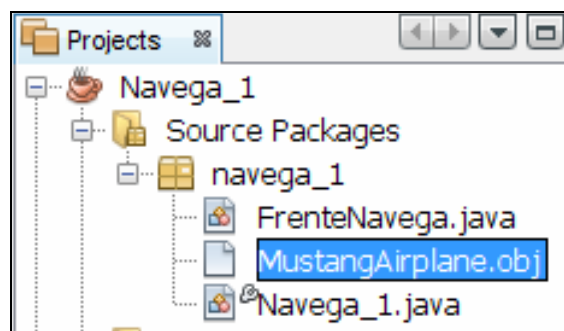 Projects
Navega_1
Source Packages
navega_1
FrenteNavega.java
MustangAirplane.obj
Navega_1.java